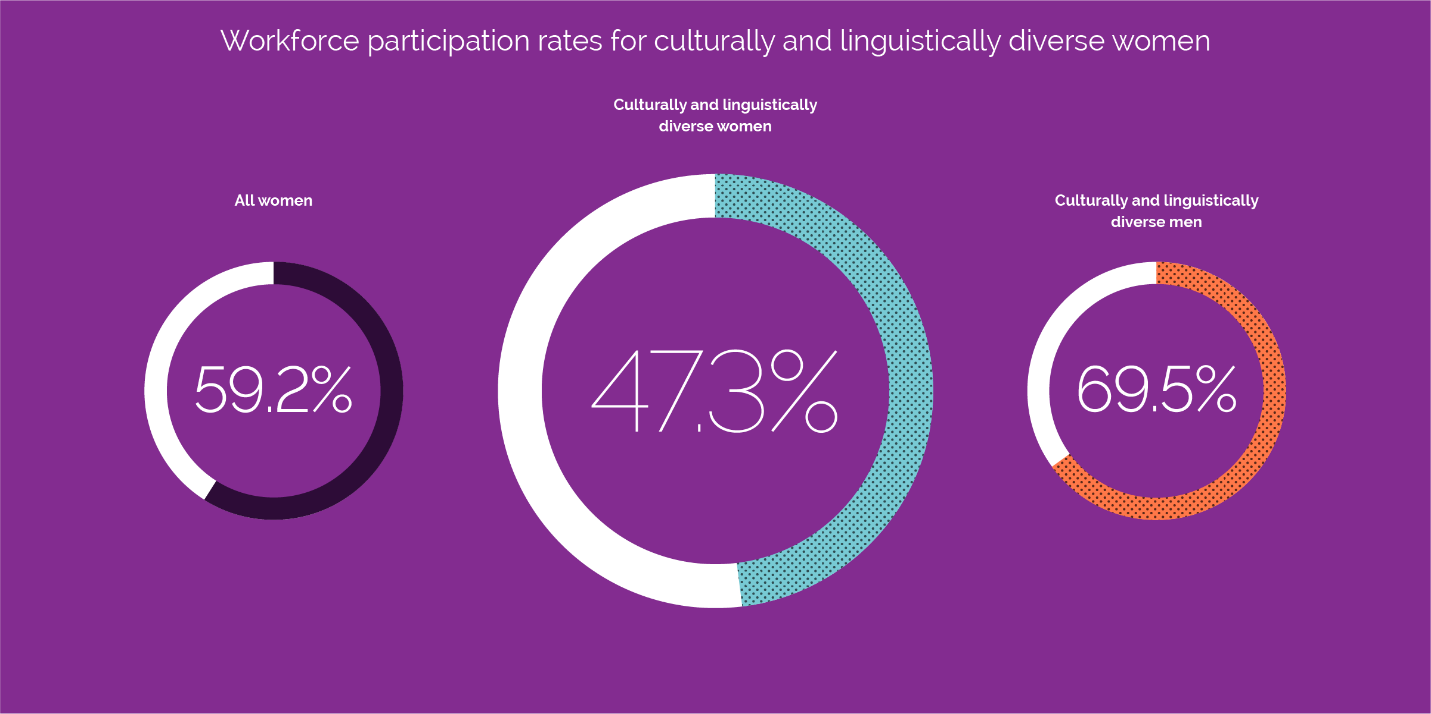 Workforce participation rates for culturally and linguistically diverse women
All women
59.2%
Culturally and linguistically
diverse women
47.3%
Culturally and linguistically
diverse men
69.5%